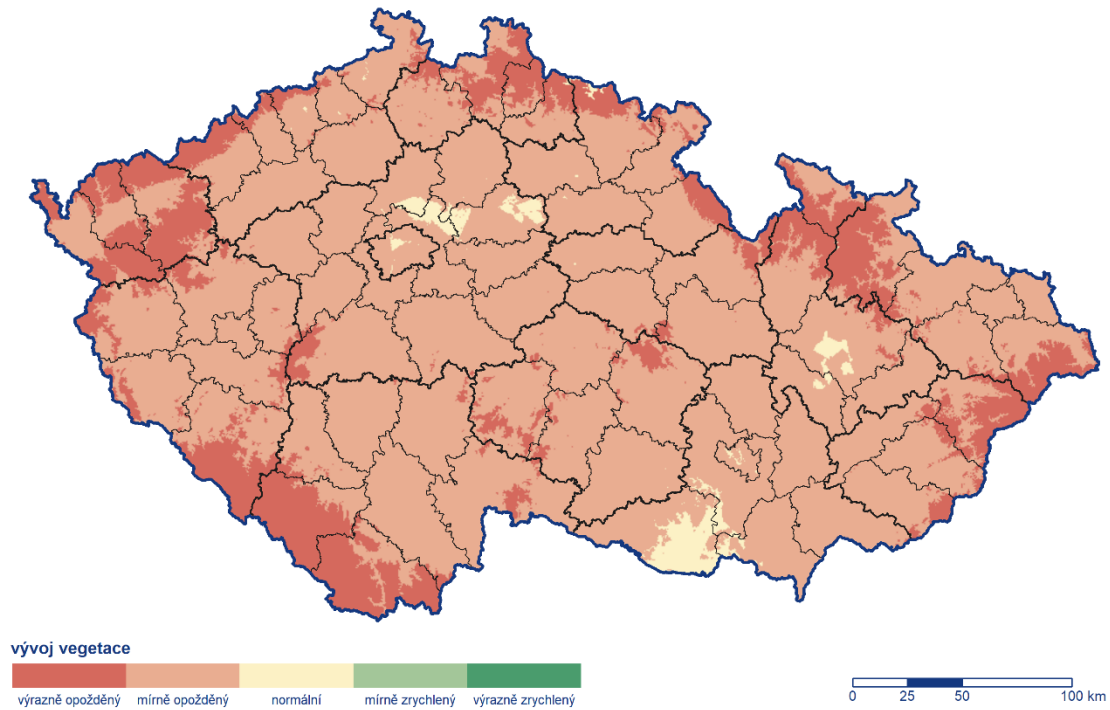 vývoj vegetace
výrazně opožděný mírně opožděný normální mírně zrychlený výrazně zrychlený
0 25 50 100 km